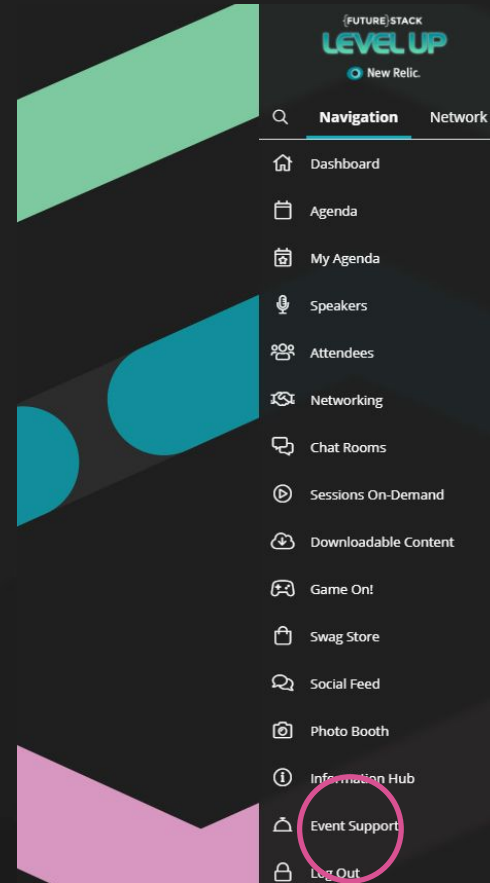 {FUTURE}STACK
LEVEL UP
New Relic.
Navigation Network
Dashboard
Agenda
My Agenda
Speakers
Attendees
Networking
Chat Rooms
Sessions On-Demand
Downloadable Content
Game On!
Swag Store
Social Feed
Photo Booth
Information Hub
Event Support
Log Out